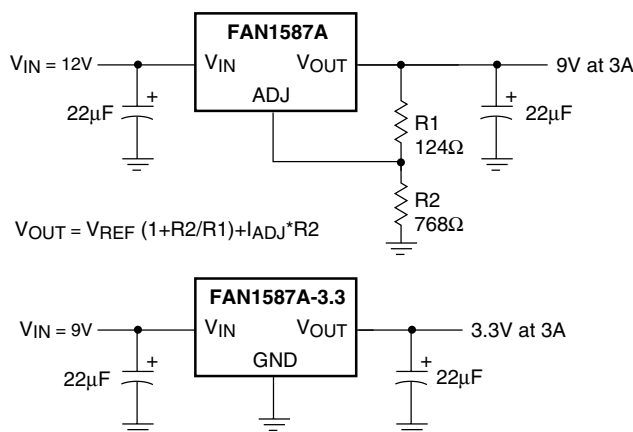 FAN1587A
VIN = 12V
VIN
VOUT
9V at 3A
ADJ
+
22μF
R1
124Ω
+
22μF
R2
768Ω
VOUT = VREF (1+R2/R1)+IADJ*R2
FAN1587A-3.3
VIN = 9V
VIN
VOUT
3.3V at 3A
GND
+
22μF
+
22μF